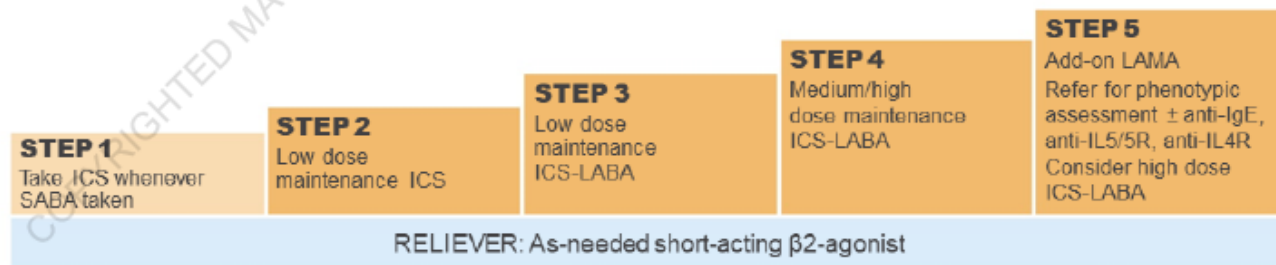 COPYRIGHTED MA
STEP 1
Take ICS whenever
SABA taken
STEP 2
Low dose
maintenance ICS
STEP 3
Low dose
maintenance
ICS-LABA
STEP 4
Medium/high
dose maintenance
ICS-LABA
STEP 5
Add-on LAMA
Refer for phenotypic
assessment ± anti-IgE,
anti-IL5/5R, anti-IL4R
Consider high dose
ICS-LABA
RELIEVER: As-needed short-acting β2-agonist